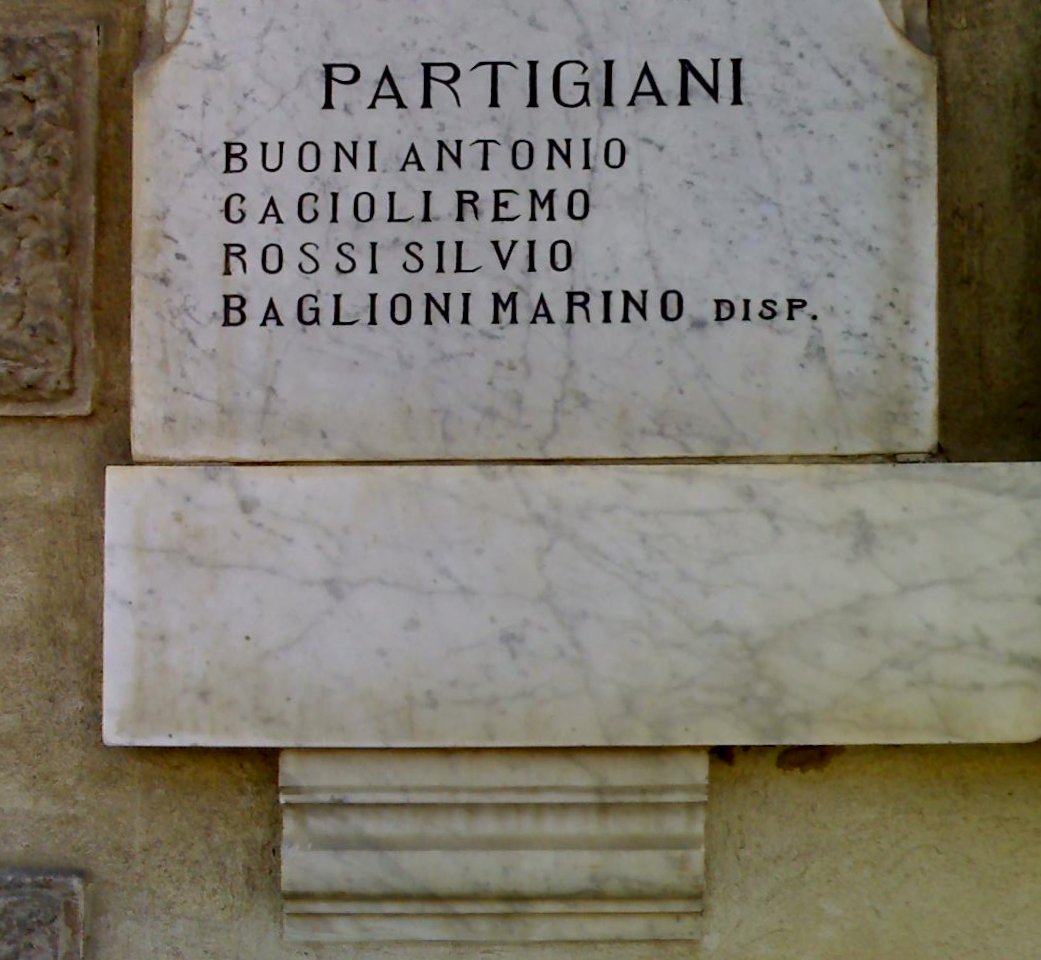 PARTIGIANI
BUONI ANTONIO
CACIOLI REMO
ROSSI SILVIO
BAGLIONI MARINO DISP.